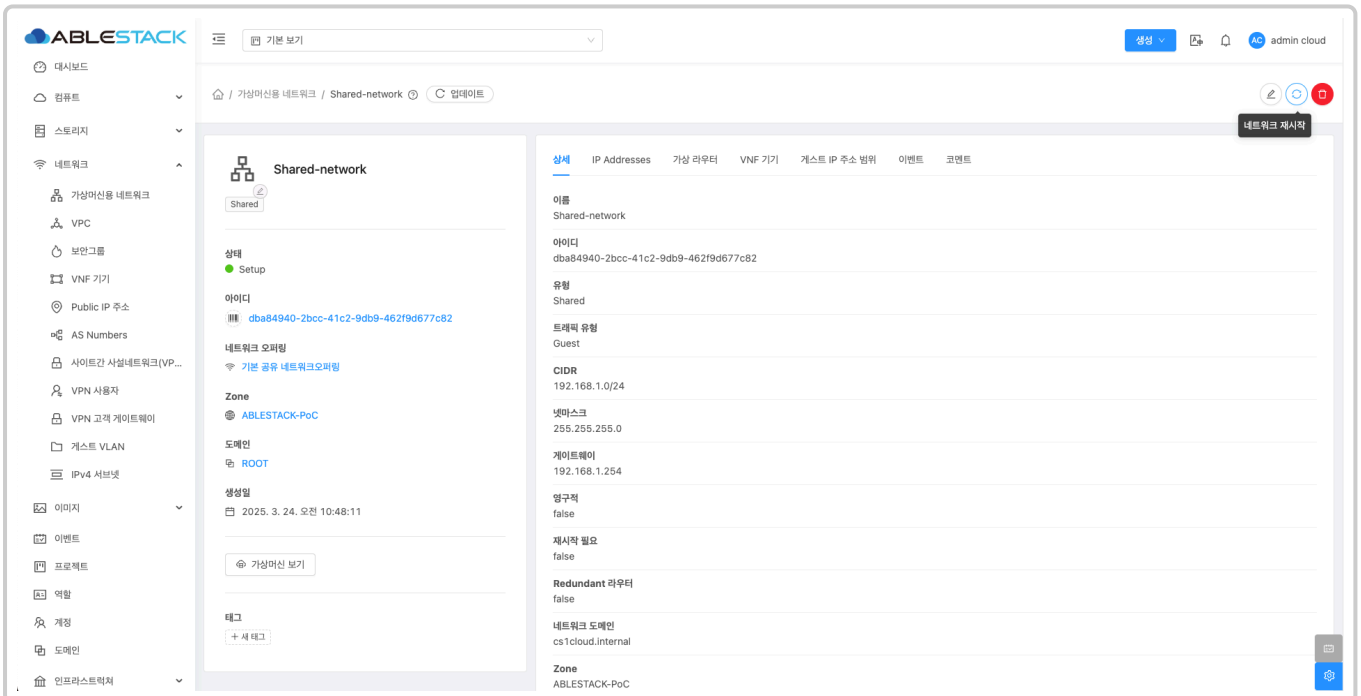 ABLESTACK
기본 보기
생성
AC
admin cloud
대시보드
컴퓨트
스토리지
네트워크
가상머신용 네트워크
VPC
보안그룹
VNF 기기
Public IP 주소
AS Numbers
사이트간 사설네트워크(VP...
VPN 사용자
VPN 고객 게이트웨이
게스트 VLAN
IPv4 서브넷
이미지
이벤트
프로젝트
역할
계정
도메인
인프라스트럭쳐
/ 가상머신용 네트워크 / Shared-network
업데이트
네트워크 재시작
Shared-network
Shared
상태
Setup
아이디
dba84940-2bcc-41c2-9db9-462f9d677c82
네트워크 오퍼링
기본 공유 네트워크오퍼링
Zone
ABLESTACK-PoC
도메인
ROOT
생성일
2025. 3. 24. 오전 10:48:11
가상머신 보기
태그
+ 새 태그
상세 IP Addresses 가상 라우터 VNF 기기 게스트 IP 주소 범위 이벤트 코멘트
이름
Shared-network
아이디
dba84940-2bcc-41c2-9db9-462f9d677c82
유형
Shared
트래픽 유형
Guest
CIDR
192.168.1.0/24
넷마스크
255.255.255.0
게이트웨이
192.168.1.254
영구적
false
재시작 필요
false
Redundant 라우터
false
네트워크 도메인
cs1cloud.internal
Zone
ABLESTACK-PoC